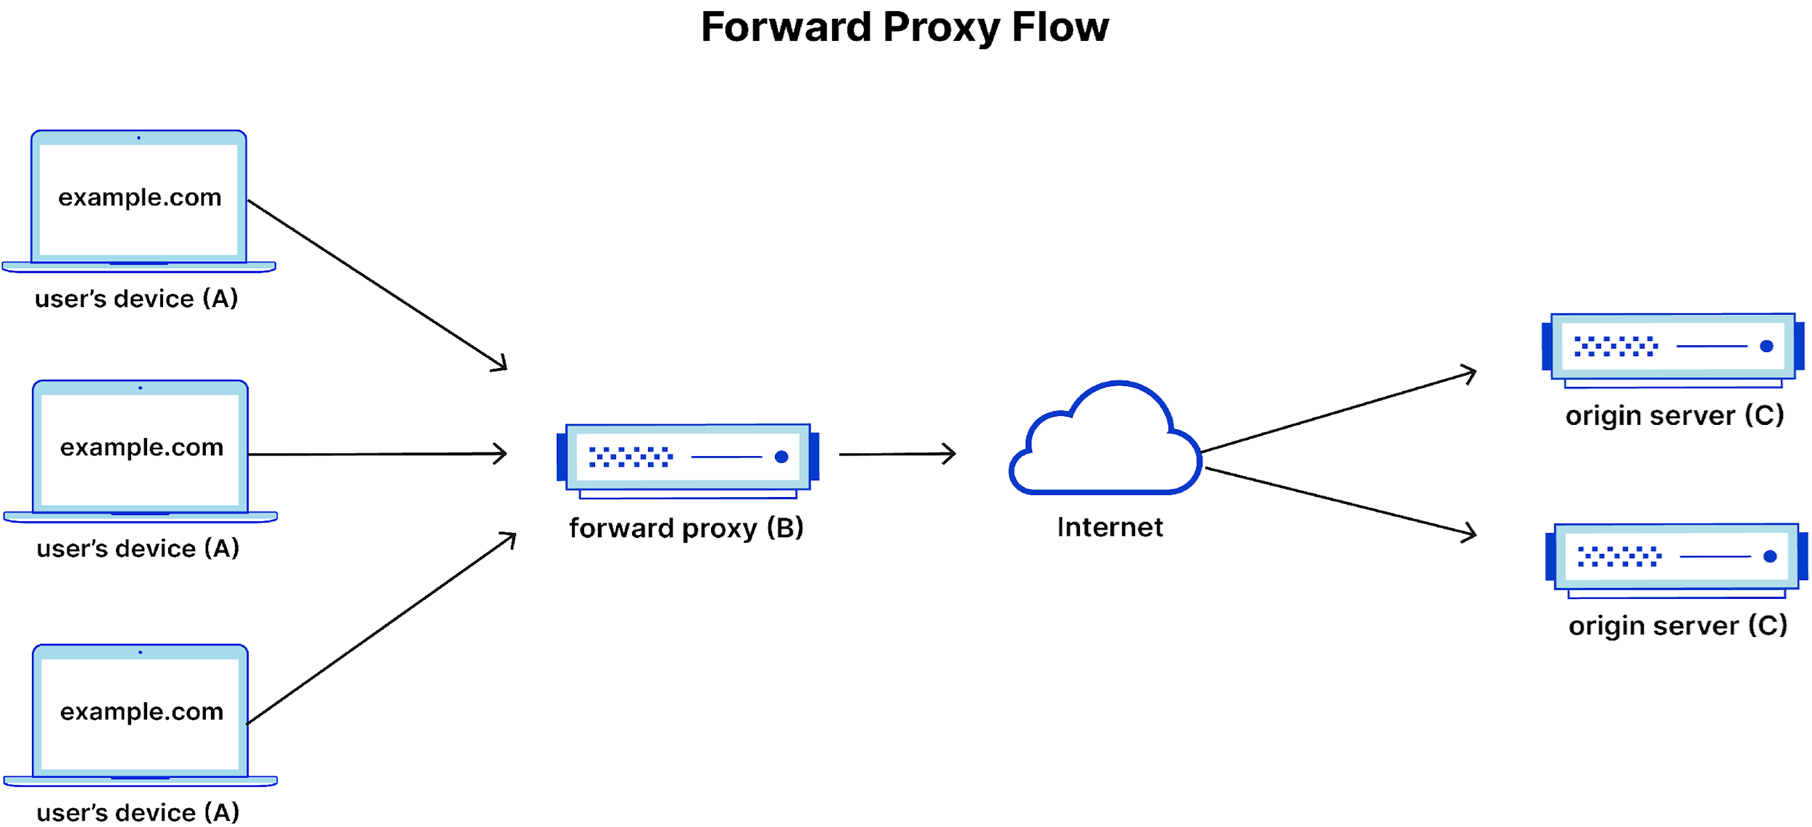 Forward Proxy Flow
example.com
user’s device (A)
example.com
user’s device (A)
example.com
user’s device (A)
forward proxy (B)
Internet
origin server (C)
origin server (C)